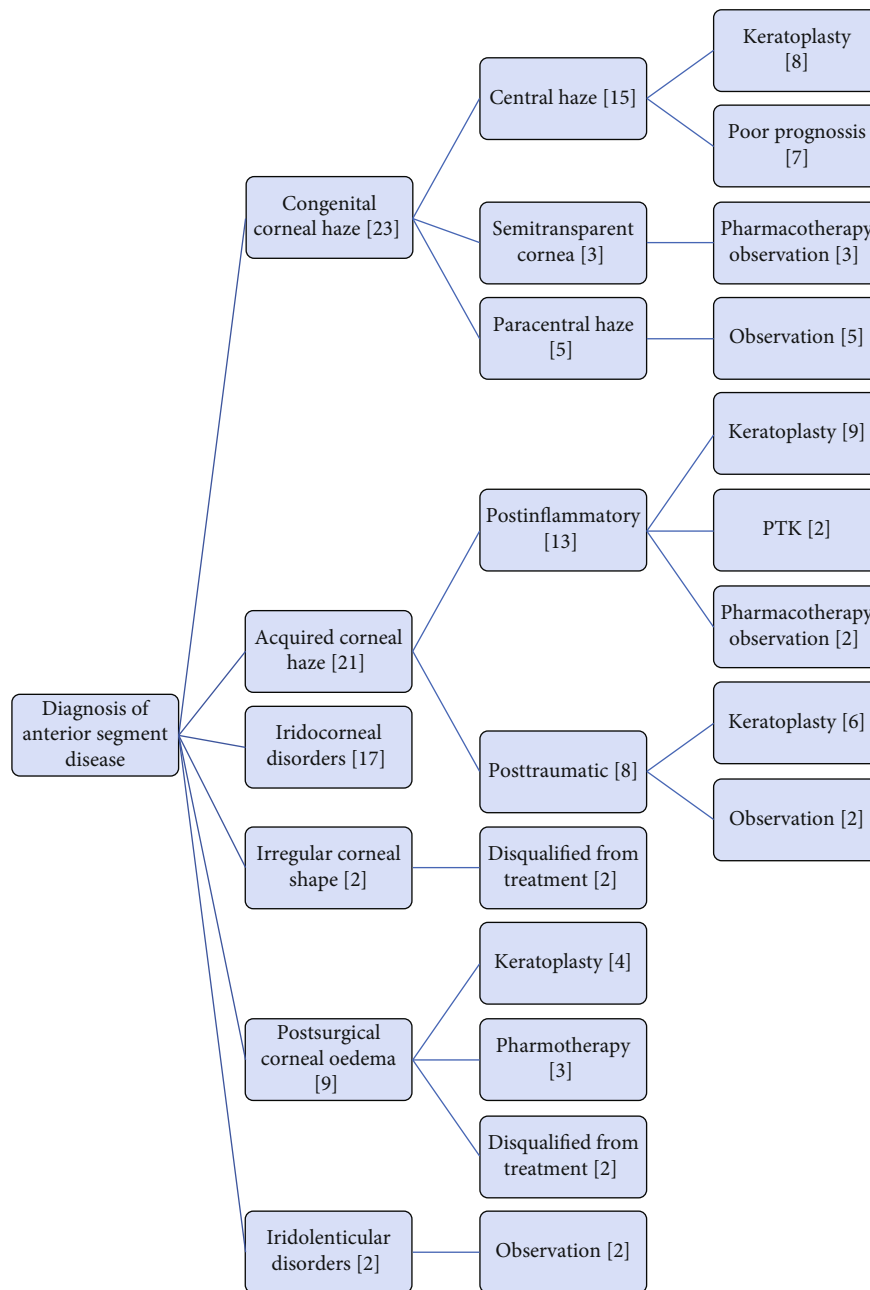 Diagnosis of
anterior segment
disease
Congenital
corneal haze [23]
Central haze [15]
Keratoplasty
[8]
Poor prognossis
[7]
Semitransparent
cornea [3]
Pharmacotherapy
observation [3]
Paracentral haze
[5]
Observation [5]
Acquired corneal
haze [21]
Postinflammatory
[13]
Keratoplasty [9]
PTK [2]
Pharmacotherapy
observation [2]
Posttraumatic [8]
Keratoplasty [6]
Observation [2]
Iridocorneal
disorders [17]
Irregular corneal
shape [2]
Disqualified from
treatment [2]
Postsurgical
corneal oedema
[9]
Keratoplasty [4]
Pharmotherapy
[3]
Disqualified from
treatment [2]
Iridolenticular
disorders [2]
Observation [2]